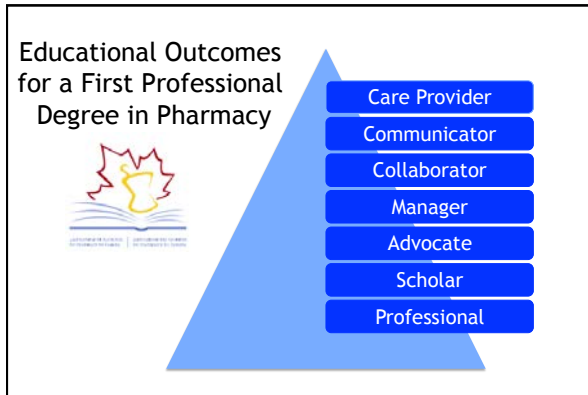 Educational Outcomes
for a First Professional
Degree in Pharmacy
Care Provider
Communicator
Collaborator
Manager
Advocate
Scholar
Professional